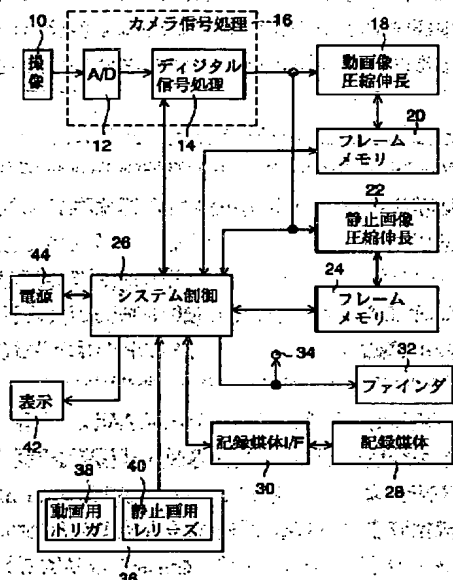 10
カメラ信号処理
16
18
撮像
A/D
ディジタル
信号処理
動画像
圧縮伸長
12
14
20
フレーム
メモリ
22
静止画像
圧縮伸長
44
26
24
電源
システム制御
フレーム
メモリ
34
32
ファインダ
表示
42
記録媒体I/F
記録媒体
38
40
30
28
動画用
トリガ
静止画用
レリーズ
36